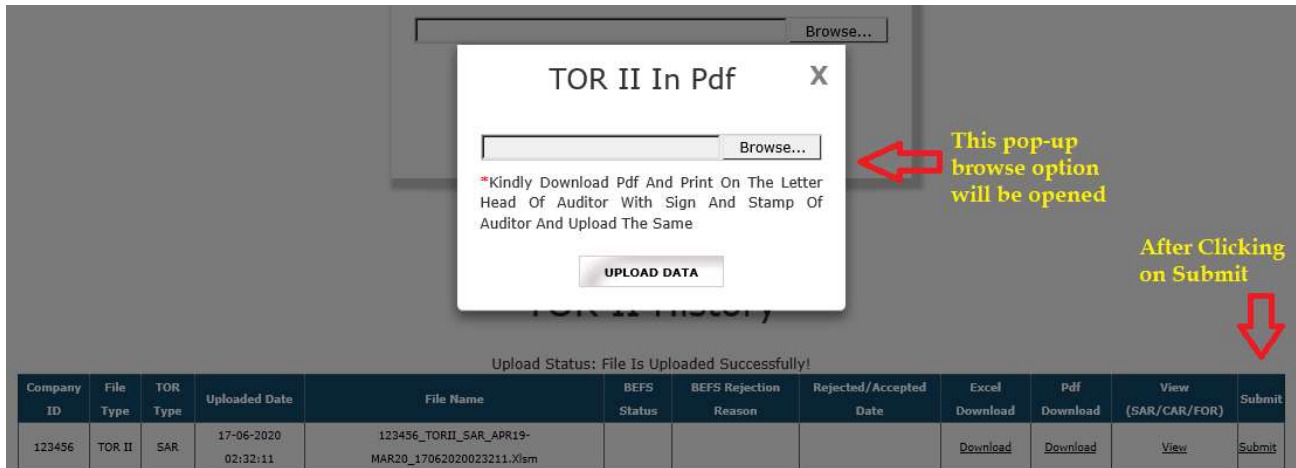 Browse...
TOR II In Pdf
X
Browse...
*Kindly Download Pdf And Print On The Letter
Head Of Auditor With Sign And Stamp Of
Auditor And Upload The Same
UPLOAD DATA
This pop-up
browse option
will be opened
After Clicking
on Submit
TOR II History
Upload Status: File Is Uploaded Successfully!
Company ID File Type TOR Type Uploaded Date File Name BEFS Status BEFS Rejection Reason Rejected/Accepted Date Excel Download Pdf Download View (SAR/CAR/FOR) Submit
123456 TOR II SAR 17-06-2020 02:32:11 123456_TORII_SAR_APR19-MAR20_17062020023211.Xlsm Download Download View Submit